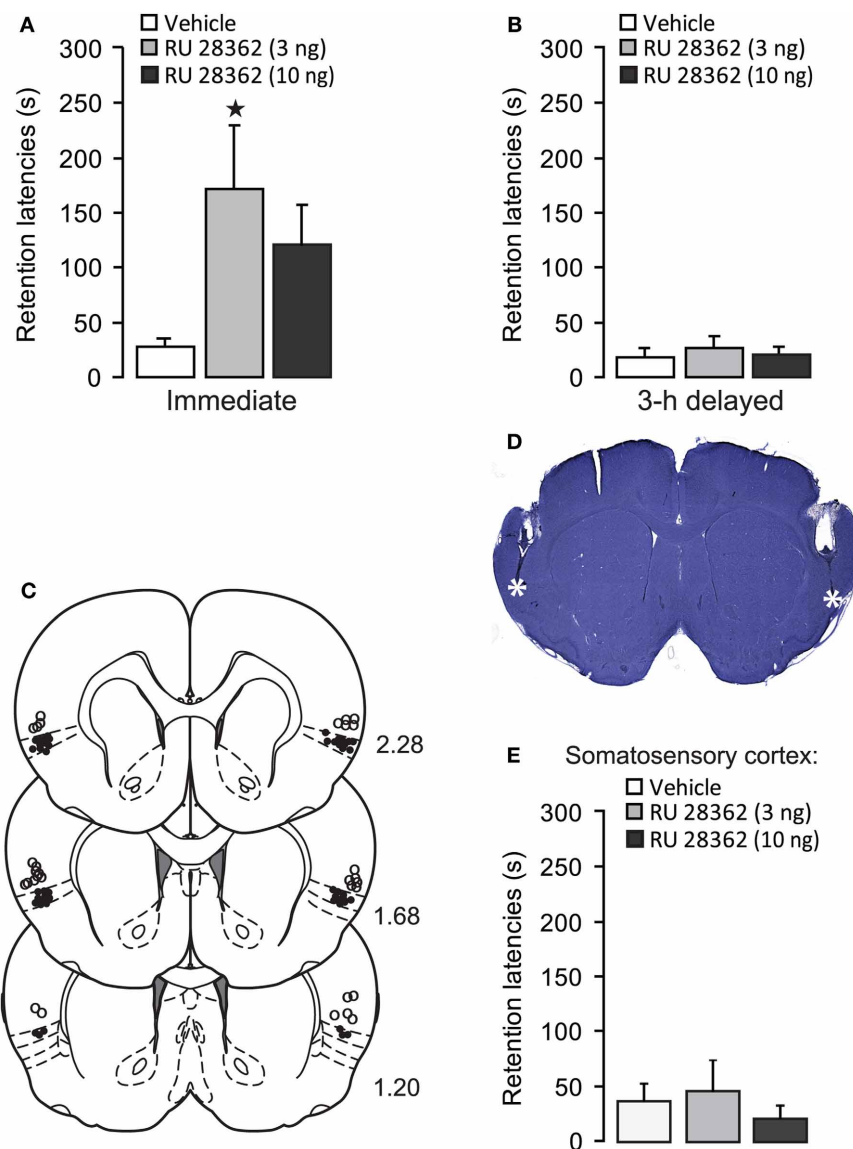 A
Vehicle
RU 28362 (3 ng)
RU 28362 (10 ng)
Retention latencies (s)
300
250
200
150
100
50
0
★
Immediate
B
Vehicle
RU 28362 (3 ng)
RU 28362 (10 ng)
Retention latencies (s)
300
250
200
150
100
50
0
3-h delayed
C
2.28
1.68
1.20
D
*
*
E
Somatosensory cortex:
Vehicle
RU 28362 (3 ng)
RU 28362 (10 ng)
Retention latencies (s)
300
250
200
150
100
50
0